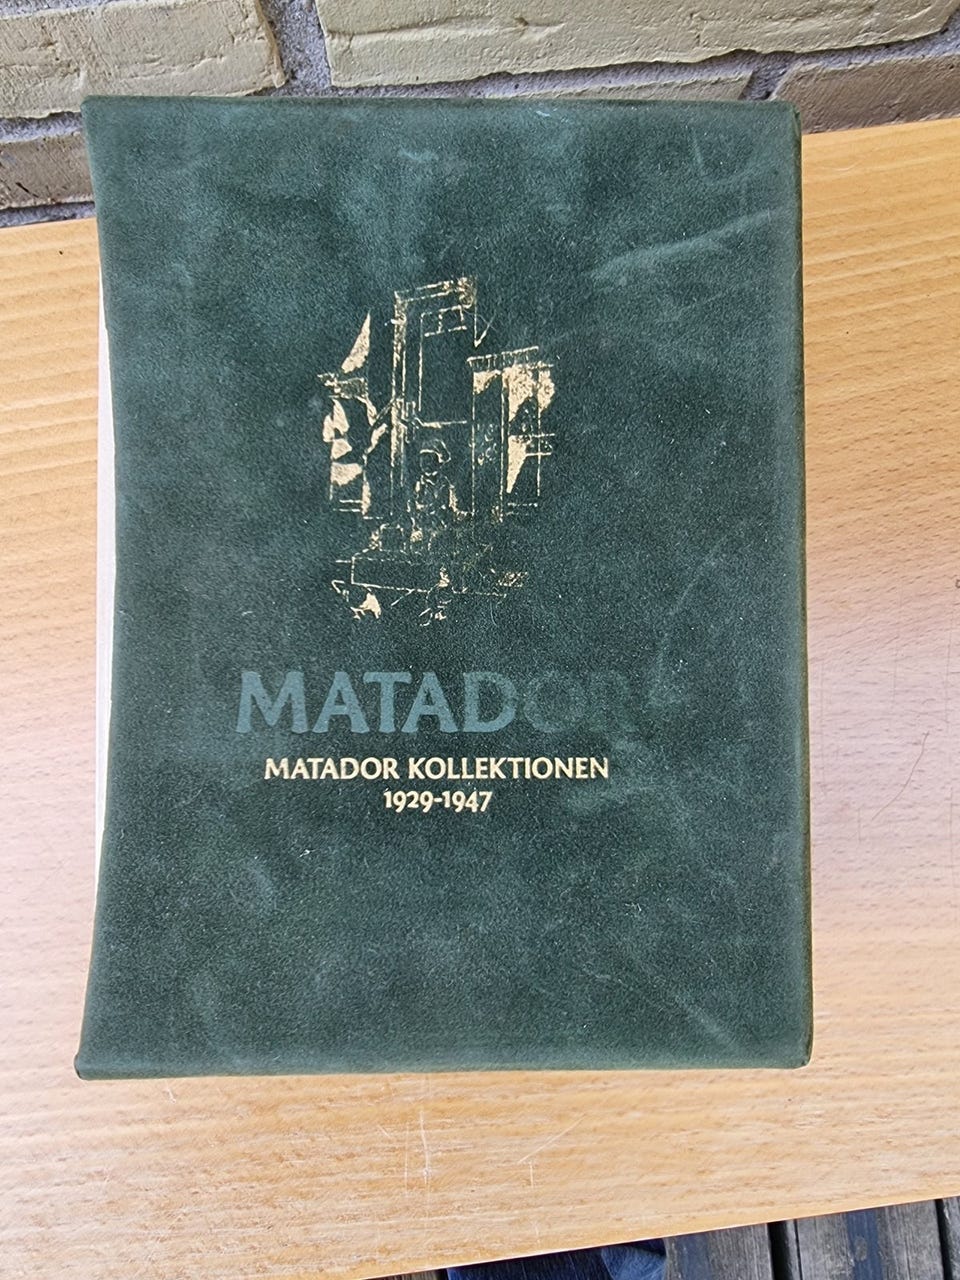 MATADOR
MATADOR KOLLEKTIONEN
1929-1947